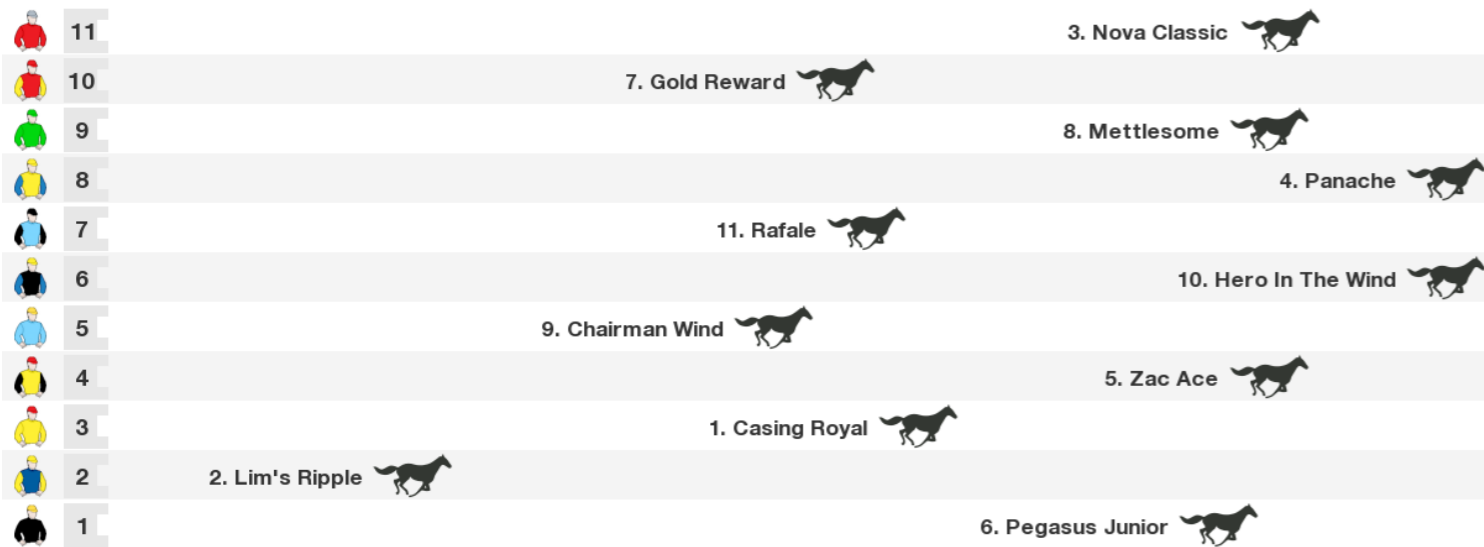 11 3. Nova Classic
10 7. Gold Reward
9 8. Mettlesome
8 4. Panache
7 11. Rafale
6 10. Hero In The Wind
5 9. Chairman Wind
4 5. Zac Ace
3 1. Casing Royal
2 2. Lim's Ripple
1 6. Pegasus Junior